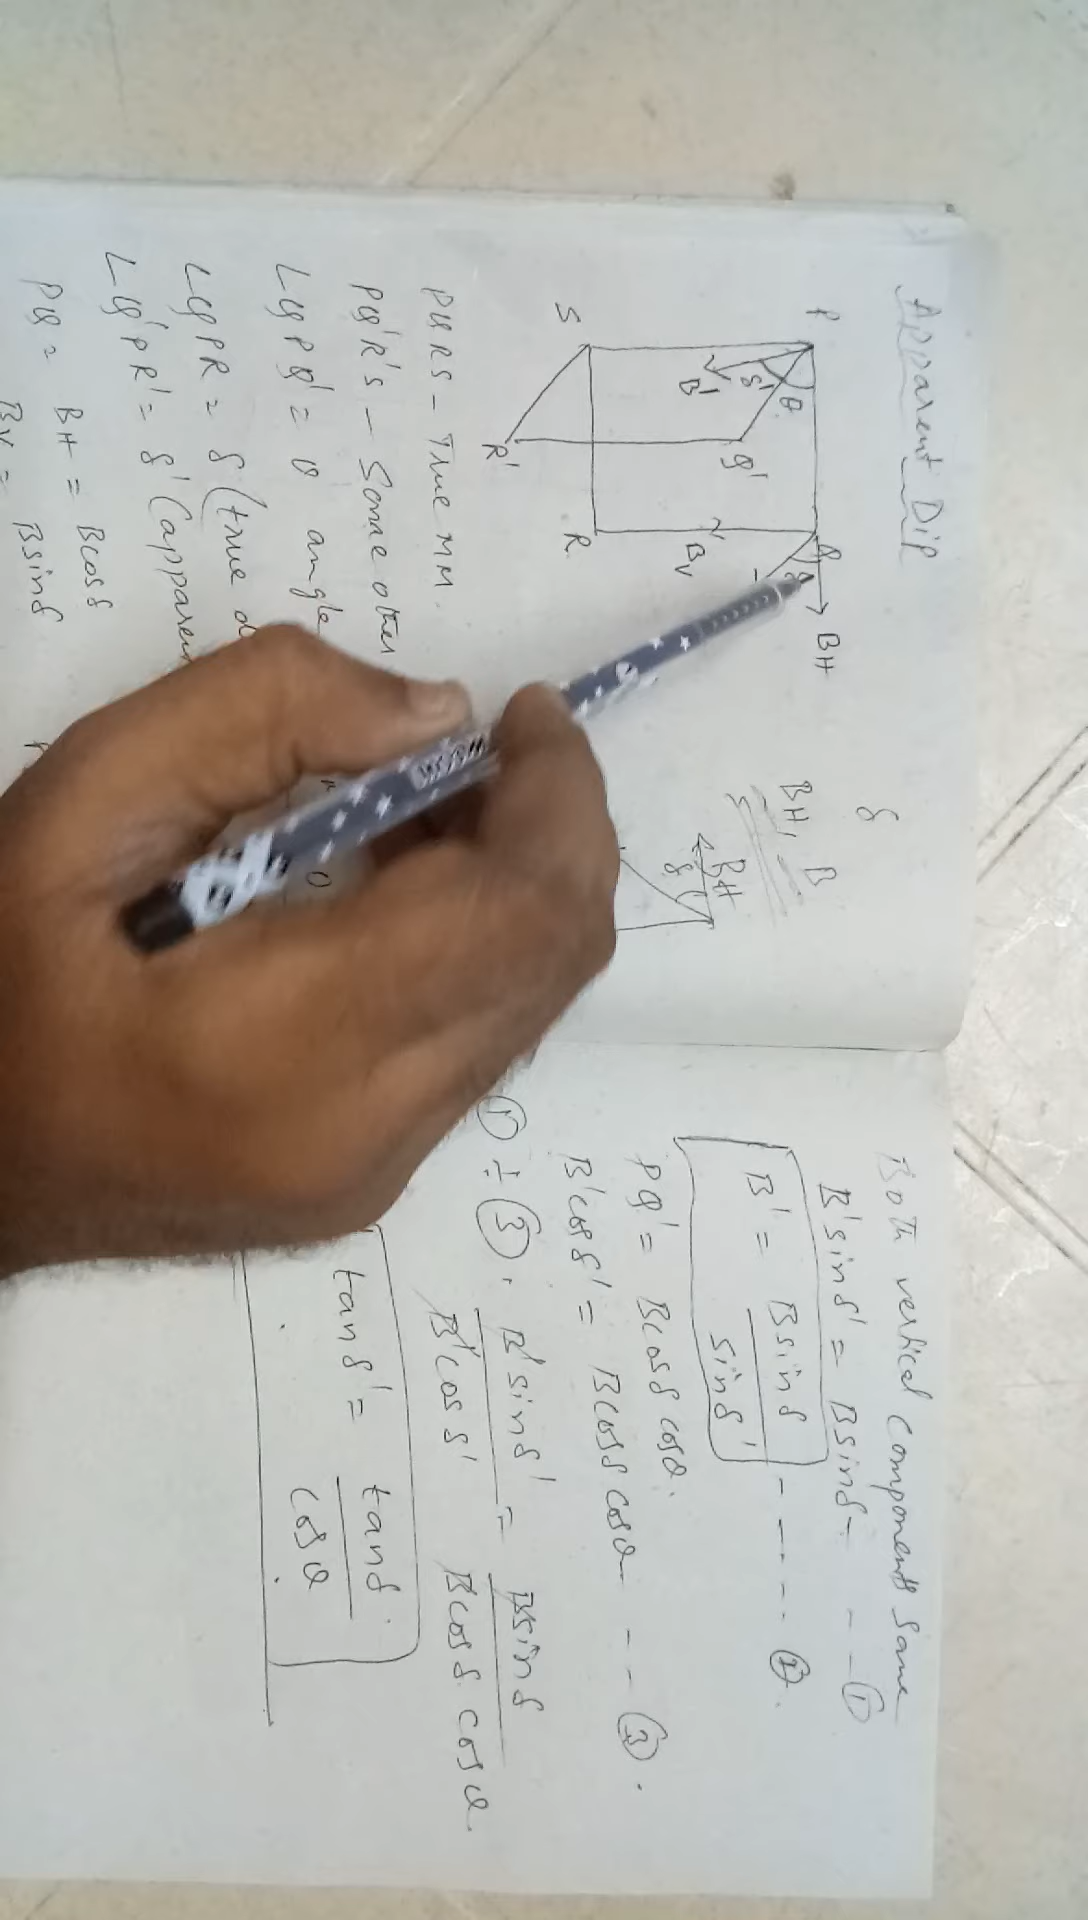 Apparent Dip
P
Q
BH
θ
δ'
B'
Q'
BV
S
R'
R
δ
BH, B
δ
BH
δ
PQRS - True MM.
PQ'R'S - Some other
∠QPQ' = θ angle
∠QPR = δ (true
∠Q'PR' = δ' (apparent
PQ = BH = Bcosδ
BV = Bsinδ
Both vertical components same
B'sinδ' = Bsinδ - - - ①
B' = Bsinδ / sinδ' - - - - ②.
PQ' = Bcosδ cosθ.
B'cosδ' = Bcosδ cosθ - - - ③.
① ÷ ③, B'sinδ' / B'cosδ' = Bsinδ / Bcosδ cosθ.
tanδ' = tanδ / cosθ